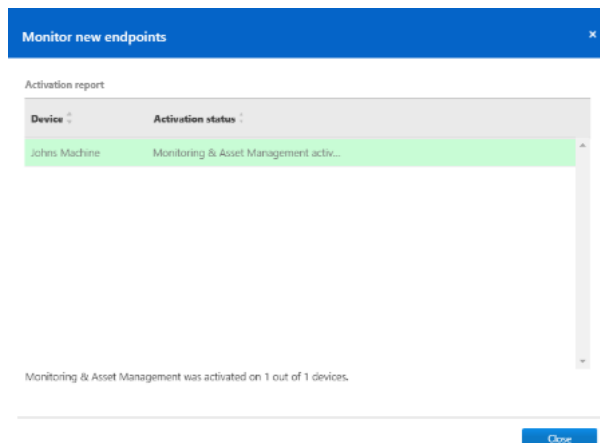 Monitor new endpoints ×
Activation report
Device Activation status
Johns Machine Monitoring & Asset Management activ...
Monitoring & Asset Management was activated on 1 out of 1 devices.
Close